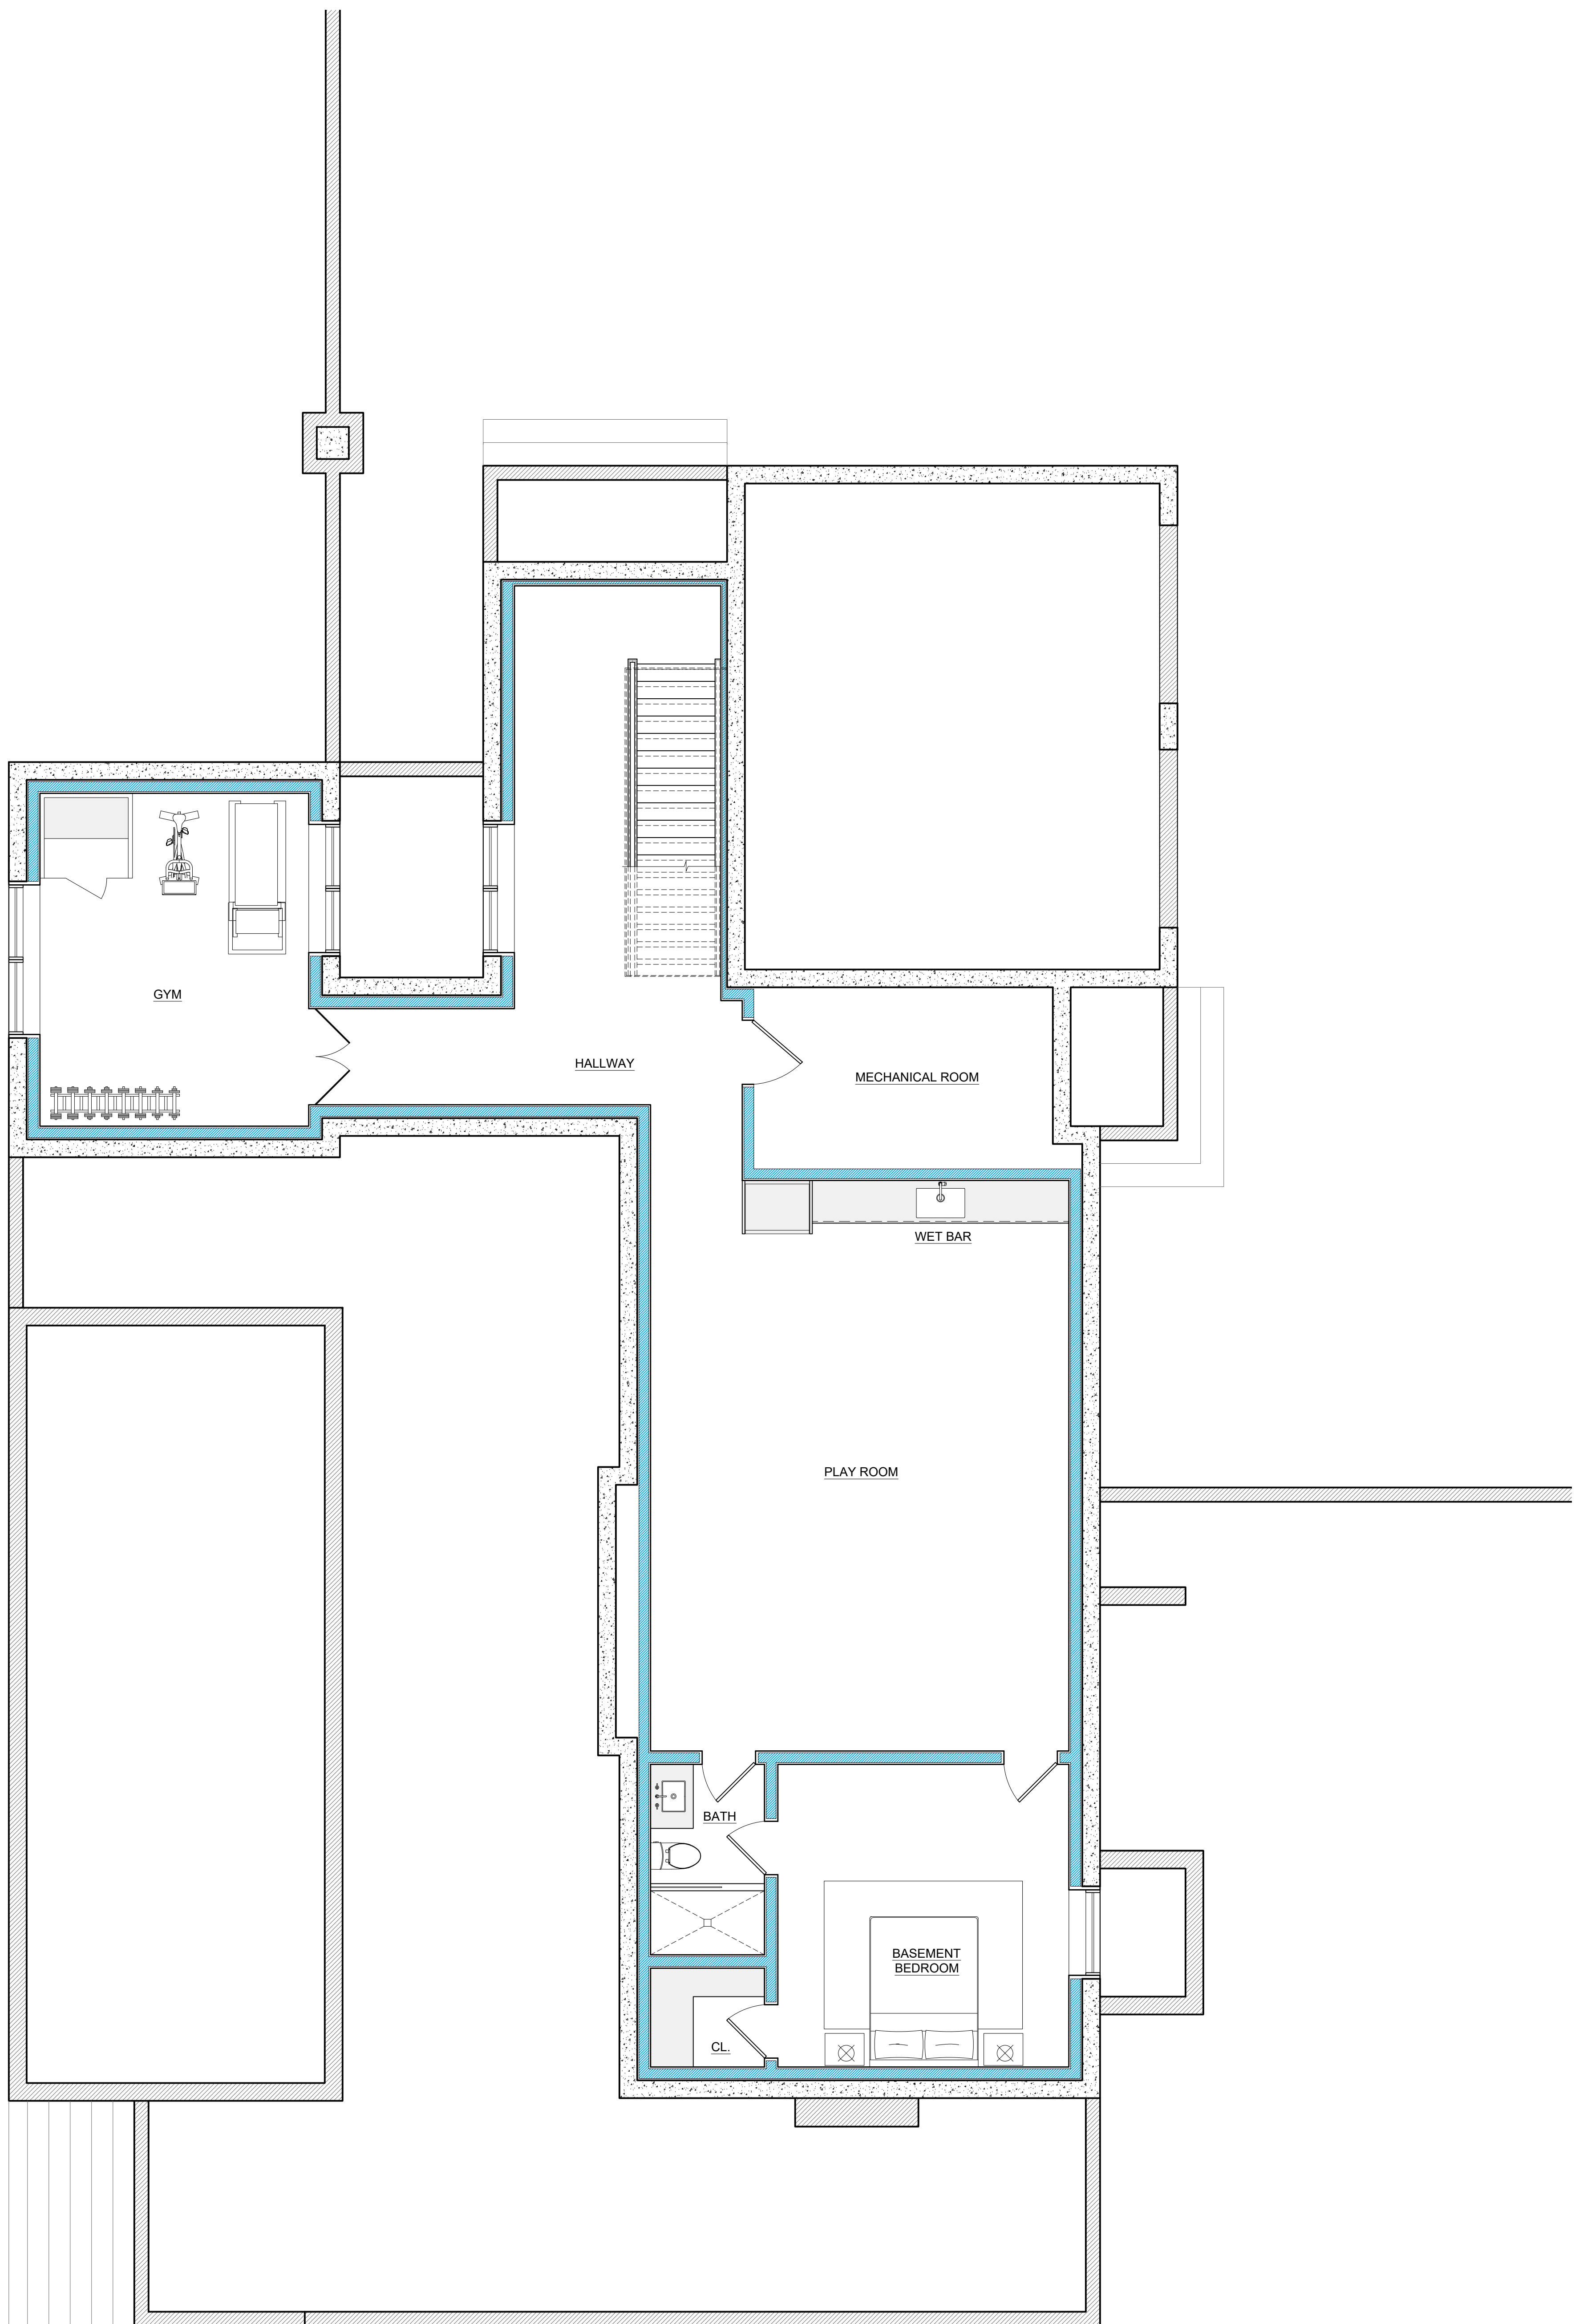 GYM
HALLWAY
MECHANICAL ROOM
WET BAR
PLAY ROOM
BATH
BASEMENT
BEDROOM
CL.